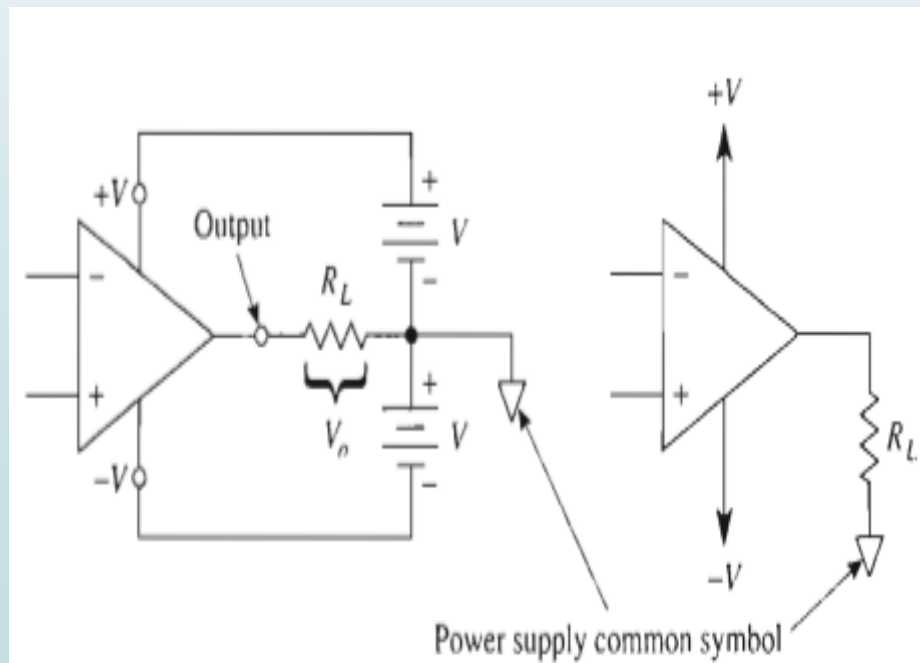 +V
Output
R_L
+
V
-
-
+
V_o
+
V
-
-V
+V
-
+
R_L
-V
Power supply common symbol